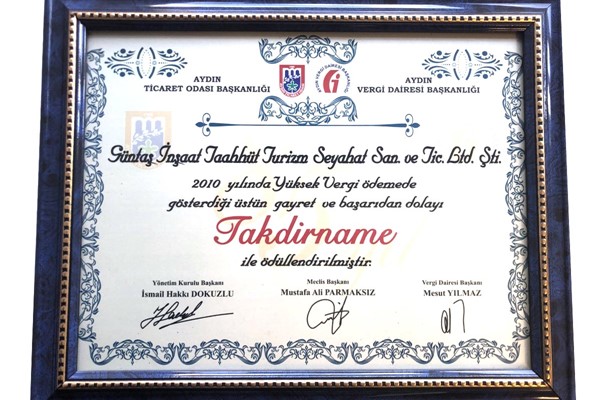 AYDIN
TİCARET ODASI BAŞKANLIĞI
AYDIN
VERGİ DAİRESİ BAŞKANLIĞI
Güntaş İnşaat Taahhüt Turizm Seyahat San. ve Tic. Ltd. Şti.
2010 yılında Yüksek Vergi ödemede
gösterdiği üstün gayret ve başarıdan dolayı
Takdirname
ile ödüllendirilmiştir.
Yönetim Kurulu Başkanı
İsmail Hakkı DOKUZLU
Meclis Başkanı
Mustafa Ali PARMAKSIZ
Vergi Dairesi Başkanı
Mesut YILMAZ